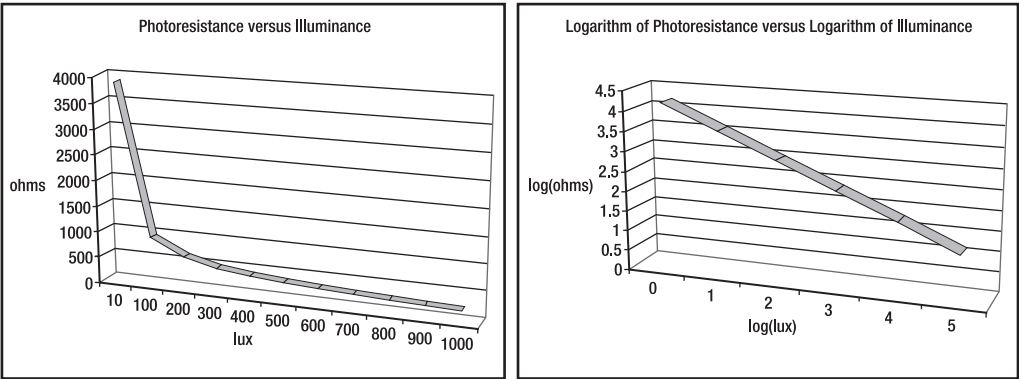 Photoresistance versus Illuminance
4000
3500
3000
2500
2000
1500
1000
500
0
ohms
10 100 200 300 400 500 600 700 800 900 1000
lux
Logarithm of Photoresistance versus Logarithm of Illuminance
4.5
4
3.5
3
2.5
2
1.5
1
0.5
0
log(ohms)
0 1 2 3 4 5
log(lux)